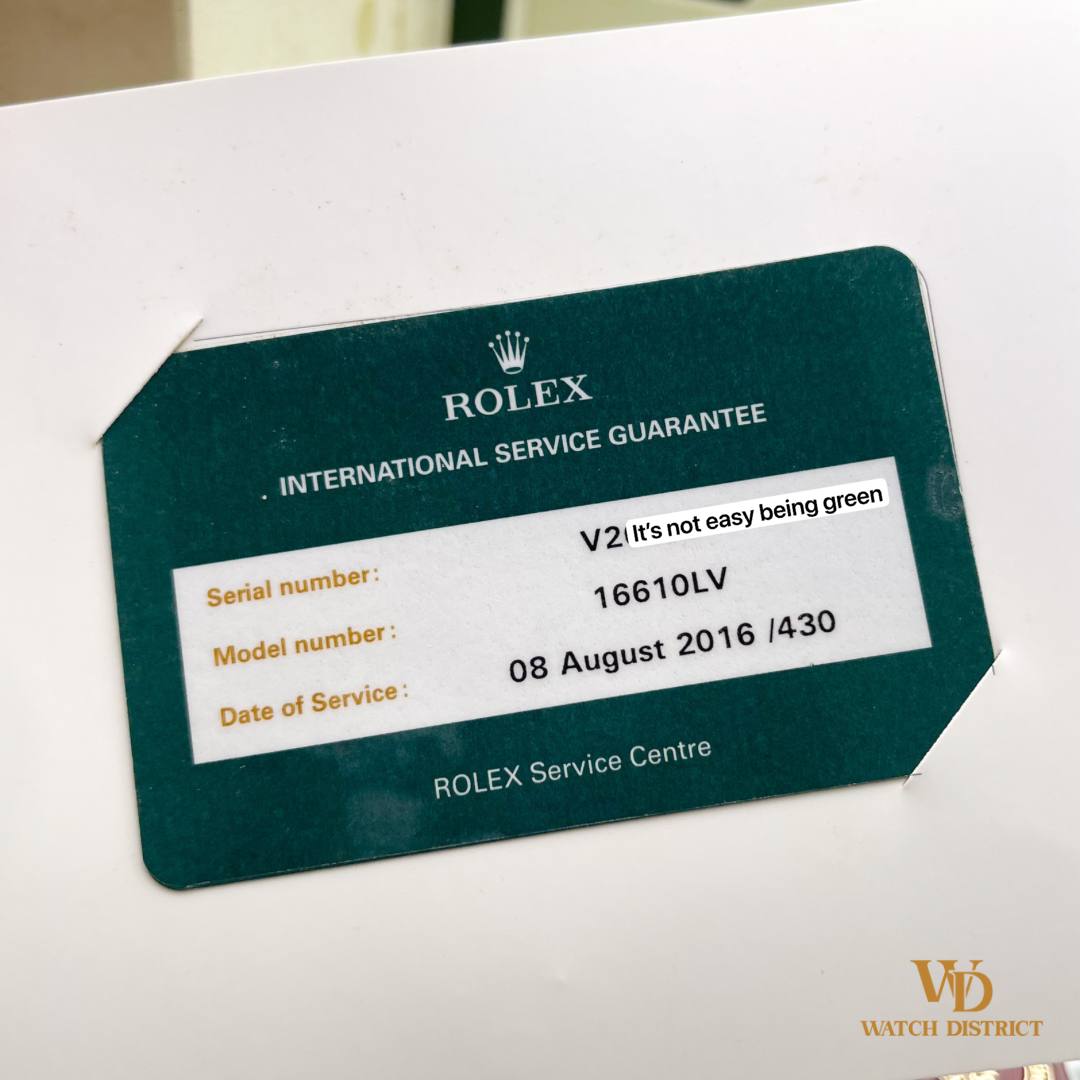 ROLEX
INTERNATIONAL SERVICE GUARANTEE
Serial number: V2
It's not easy being green
Model number: 16610LV
Date of Service: 08 August 2016 /430
ROLEX Service Centre
WD
WATCH DISTRICT